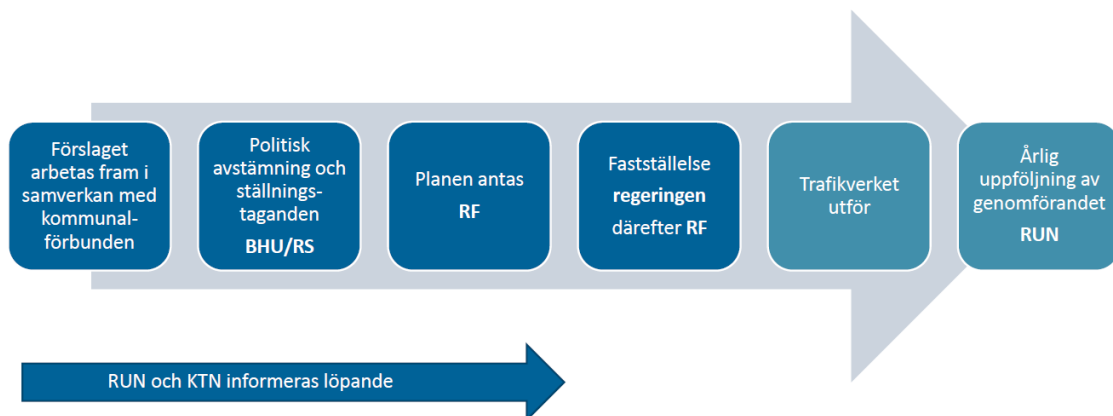 Förslaget
arbetas fram i
samverkan med
kommunal-
förbunden
Politisk
avstämning och
ställnings-
taganden
BHU/RS
Planen antas
RF
Fastställelse
regeringen
därefter RF
Trafikverket
utför
Årlig
uppföljning av
genomförandet
RUN
RUN och KTN informeras löpande